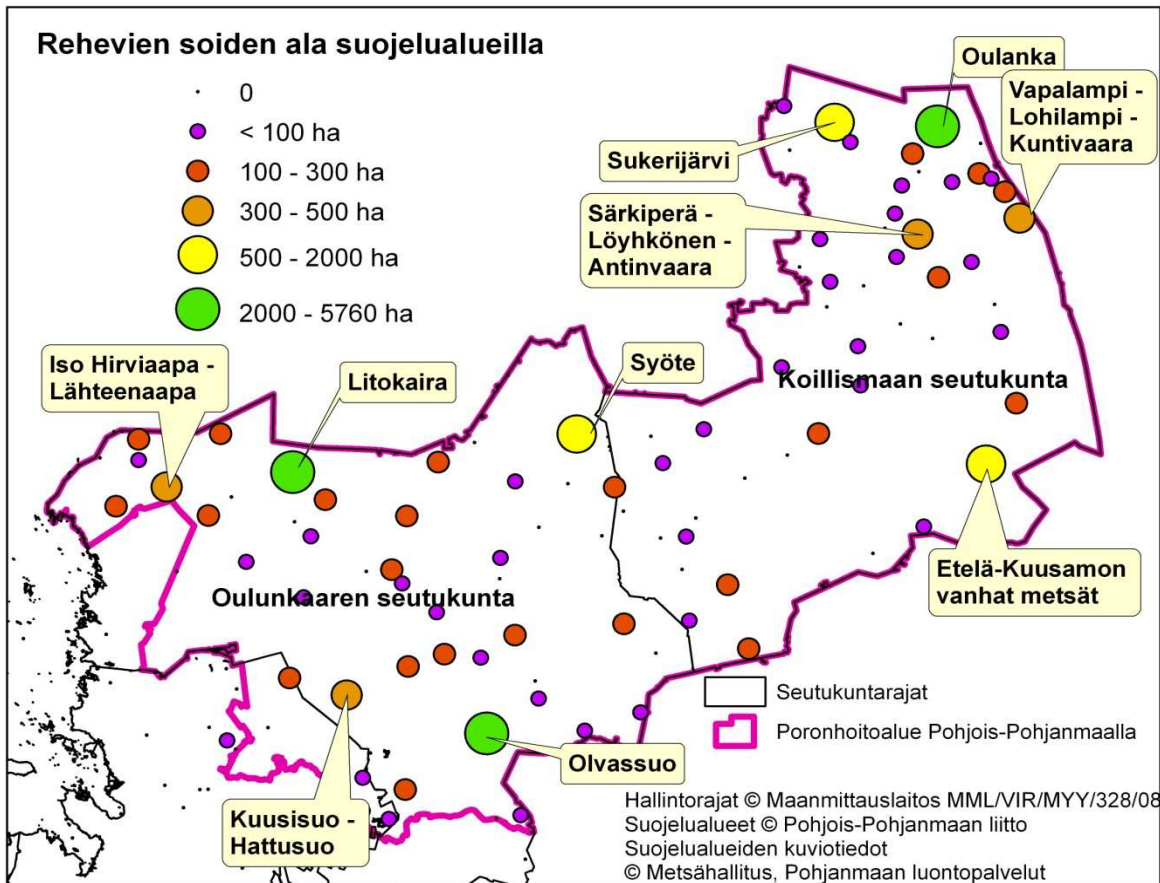 Rehevien soiden ala suojelualueilla
0
< 100 ha
100 - 300 ha
300 - 500 ha
500 - 2000 ha
2000 - 5760 ha
Oulanka
Vapalampi -
Lohilampi -
Kuntivaara
Sukerijärvi
Särkiperä -
Löyhkönen -
Antinvaara
Iso Hirviaapa -
Lähteenaapa
Litokaira
Syöte
Koillismaan seutukunta
Oulunkaaren seutukunta
Etelä-Kuusamon
vanhat metsät
Kuusisuo -
Hattusuo
Olvassuo
Seutukuntarajat
Poronhoitoalue Pohjois-Pohjanmaalla
Hallintorajat © Maanmittauslaitos MML/VIR/MYY/328/08
Suojelualueet © Pohjois-Pohjanmaan liitto
Suojelualueiden kuviotiedot
© Metsähallitus, Pohjanmaan luontopalvelut